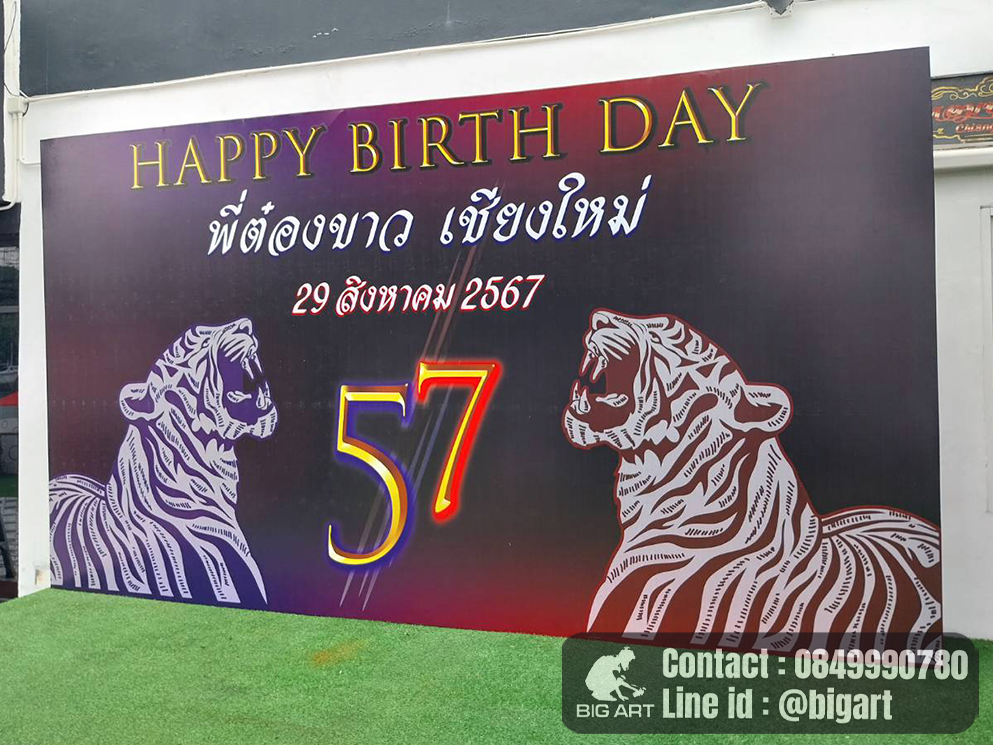 HAPPY BIRTH DAY
พี่ต๋องขาว เชียงใหม่
29 สิงหาคม 2567
57
Contact : 0849990780
BIG ART Line id : @bigart